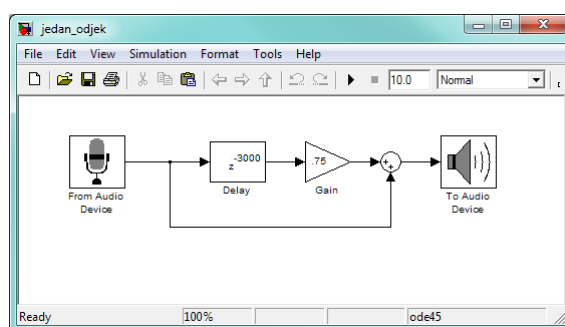 jedan_odjek
File Edit View Simulation Format Tools Help
10.0 Normal
z -3000
.75
From Audio
Device
Delay
Gain
To Audio
Device
Ready 100% ode45